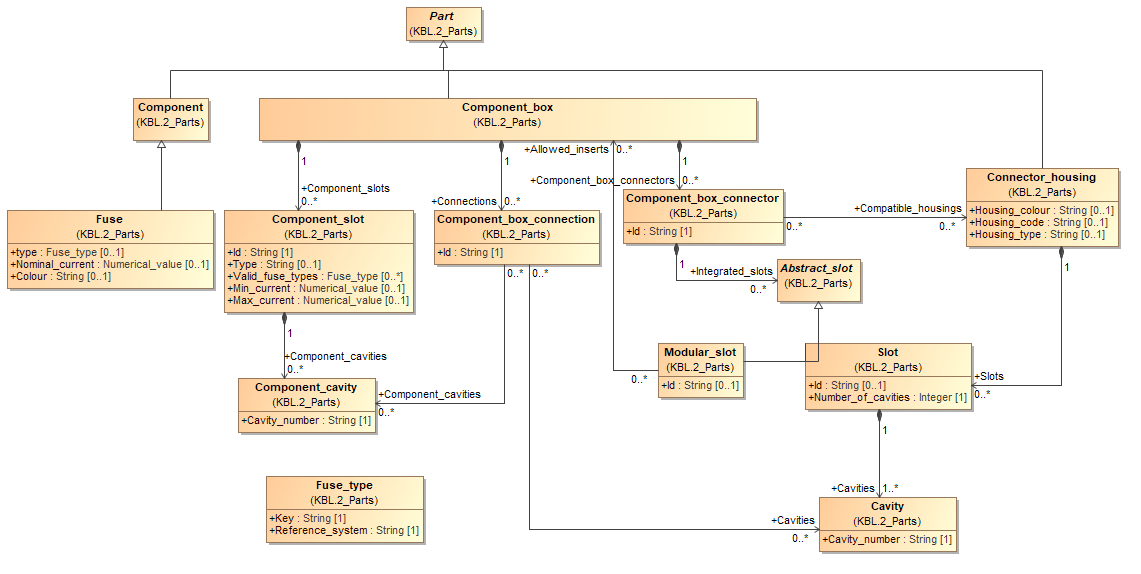 Part
(KBL.2_Parts)
Component
(KBL.2_Parts)
Component_box
(KBL.2_Parts)
+Allowed_inserts 0..*
1
1
1
+Component_slots
0..*
+Connections 0..*
+Component_box_connectors 0..*
Connector_housing
(KBL.2_Parts)
+Housing_colour : String [0..1]
+Housing_code : String [0..1]
+Housing_type : String [0..1]
Fuse
(KBL.2_Parts)
+type : Fuse_type [0..1]
+Nominal_current : Numerical_value [0..1]
+Colour : String [0..1]
Component_slot
(KBL.2_Parts)
+Id : String [1]
+Type : String [0..1]
+Valid_fuse_types : Fuse_type [0..*]
+Min_current : Numerical_value [0..1]
+Max_current : Numerical_value [0..1]
Component_box_connection
(KBL.2_Parts)
+Id : String [1]
Component_box_connector
(KBL.2_Parts)
+Id : String [1]
+Compatible_housings
0..*
0..*
1
+Integrated_slots
0..*
Abstract_slot
(KBL.2_Parts)
1
0..*
0..*
1
+Component_cavities
0..*
Modular_slot
(KBL.2_Parts)
+Id : String [0..1]
0..*
Slot
(KBL.2_Parts)
+Id : String [0..1]
+Number_of_cavities : Integer [1]
+Slots
0..*
Component_cavity
(KBL.2_Parts)
+Cavity_number : String [1]
+Component_cavities
0..*
1
+Cavities 1..*
Fuse_type
(KBL.2_Parts)
+Key : String [1]
+Reference_system : String [1]
+Cavities
0..*
Cavity
(KBL.2_Parts)
+Cavity_number : String [1]